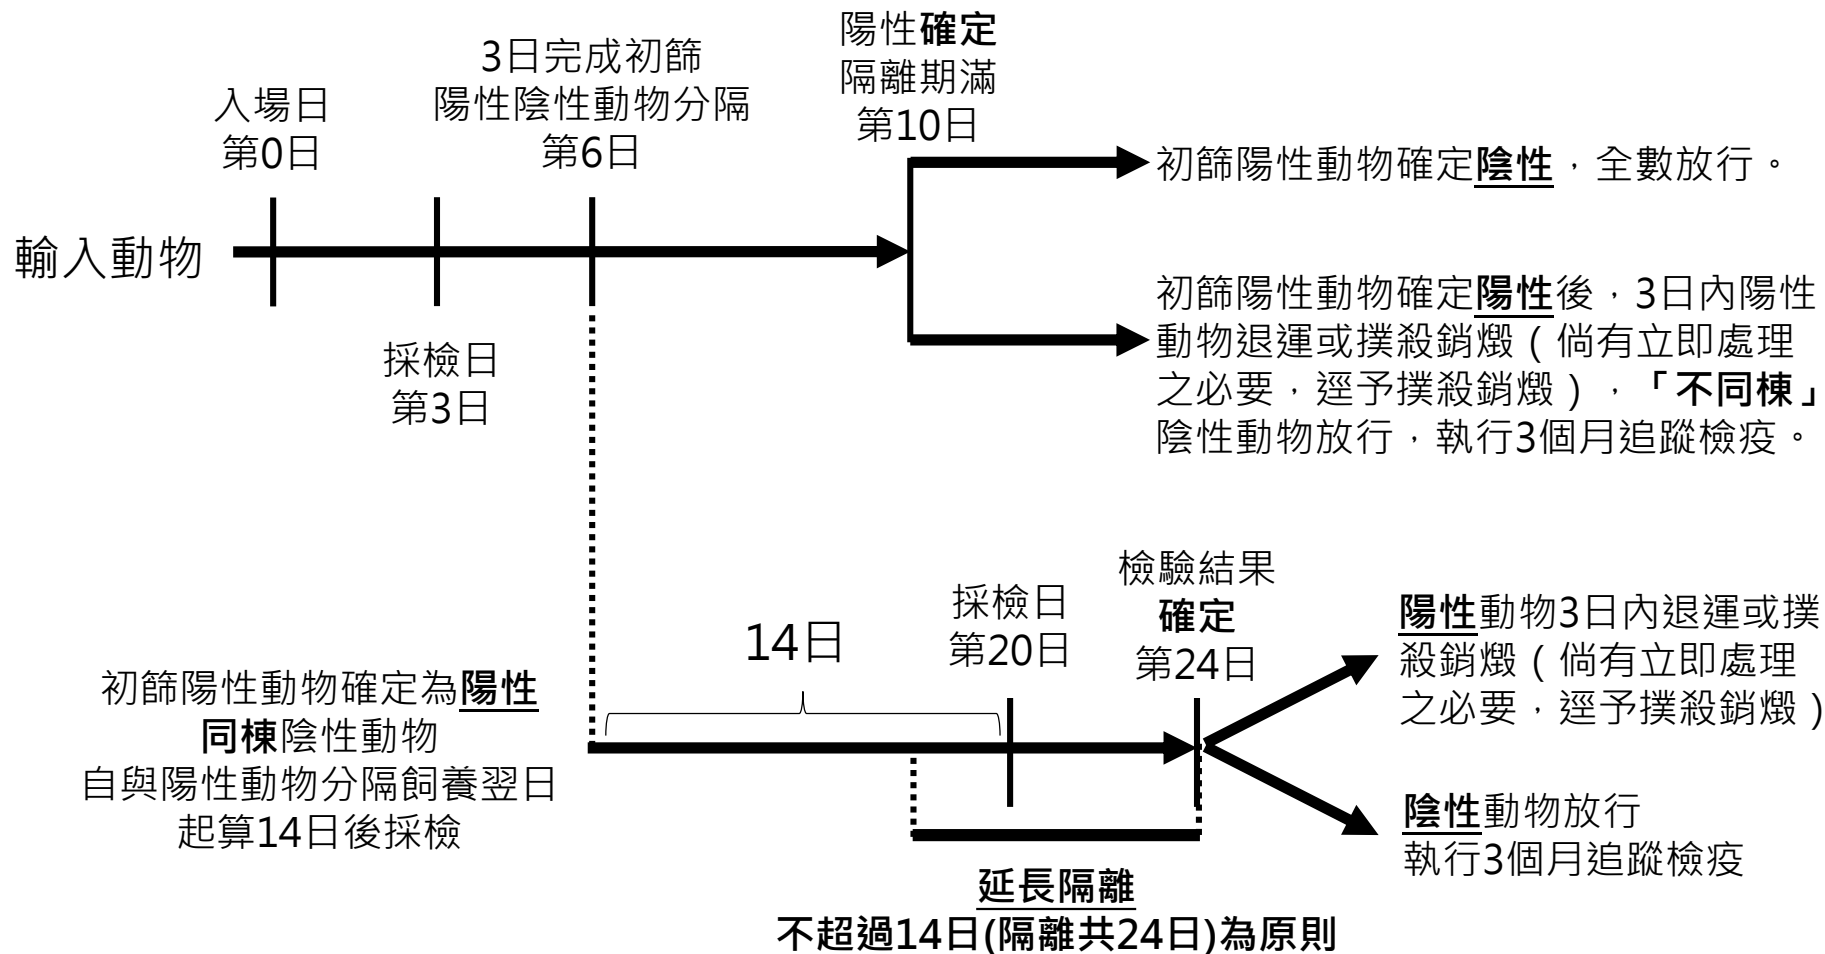 入場日
第0日
3日完成初篩
陽性陰性動物分隔
第6日
陽性確定
隔離期滿
第10日
輸入動物
採檢日
第3日
初篩陽性動物確定陰性，全數放行。
初篩陽性動物確定陽性後，3日內陽性
動物退運或撲殺銷燬（倘有立即處理
之必要，逕予撲殺銷燬），「不同棟」
陰性動物放行，執行3個月追蹤檢疫。
初篩陽性動物確定為陽性
同棟陰性動物
自與陽性動物分隔飼養翌日
起算14日後採檢
14日
採檢日
第20日
檢驗結果
確定
第24日
陽性動物3日內退運或撲
殺銷燬（倘有立即處理
之必要，逕予撲殺銷燬）
陰性動物放行
執行3個月追蹤檢疫
延長隔離
不超過14日(隔離共24日)為原則